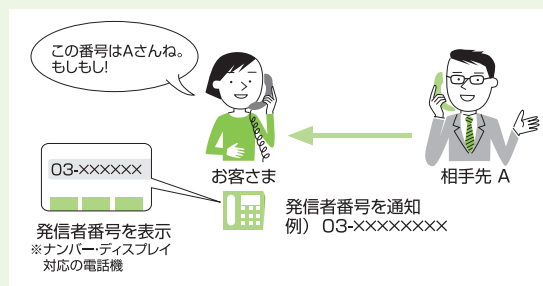 この番号はAさんね。
もしもし!
お客さま
相手先 A
03-××××××
発信者番号を表示
※ナンバー・ディスプレイ
対応の電話機
発信者番号を通知
例） 03-××××××××